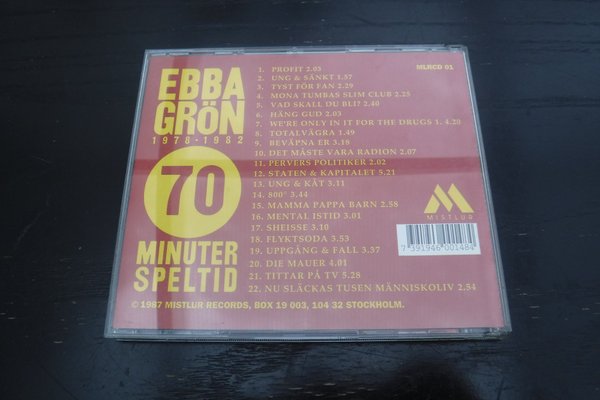 EBBA
GRÖN
1978 · 1982
70
MINUTER
SPELTID
MLRCD 01
1. PROFIT 2.03
2. UNG & SÄNKT 1.57
3. TYST FÖR FAN 2.29
4. MONA TUMBAS SLIM CLUB 2.28
5. VAD SKALL DU BLI? 2.40
6. HÄNG GUD 2.03
7. WE'RE ONLY IN IT FOR THE DRUGS 1. 4.20
8. TOTALVÄGRA 1.49
9. BEVÄPNA ER 3.18
10. DET MÅSTE VARA RADION 2.07
11. PERVERS POLITIKER 2.02
12. STATEN & KAPITALET 5.21
13. UNG & KÅT 3.11
14. 800° 3.44
15. MAMMA PAPPA BARN 2.58
16. MENTAL ISTID 3.01
17. SHEISSE 3.10
18. FLYKTSODA 3.53
19. UPPGÅNG & FALL 3.37
20. DIE MAUER 4.01
21. TITTAR PÅ TV 5.28
22. NU SLÄCKAS TUSEN MÄNNISKOLIV 2.54
MISTLUR
7 391946 001484
© 1987 MISTLUR RECORDS, BOX 19 063, 104 32 STOCKHOLM.